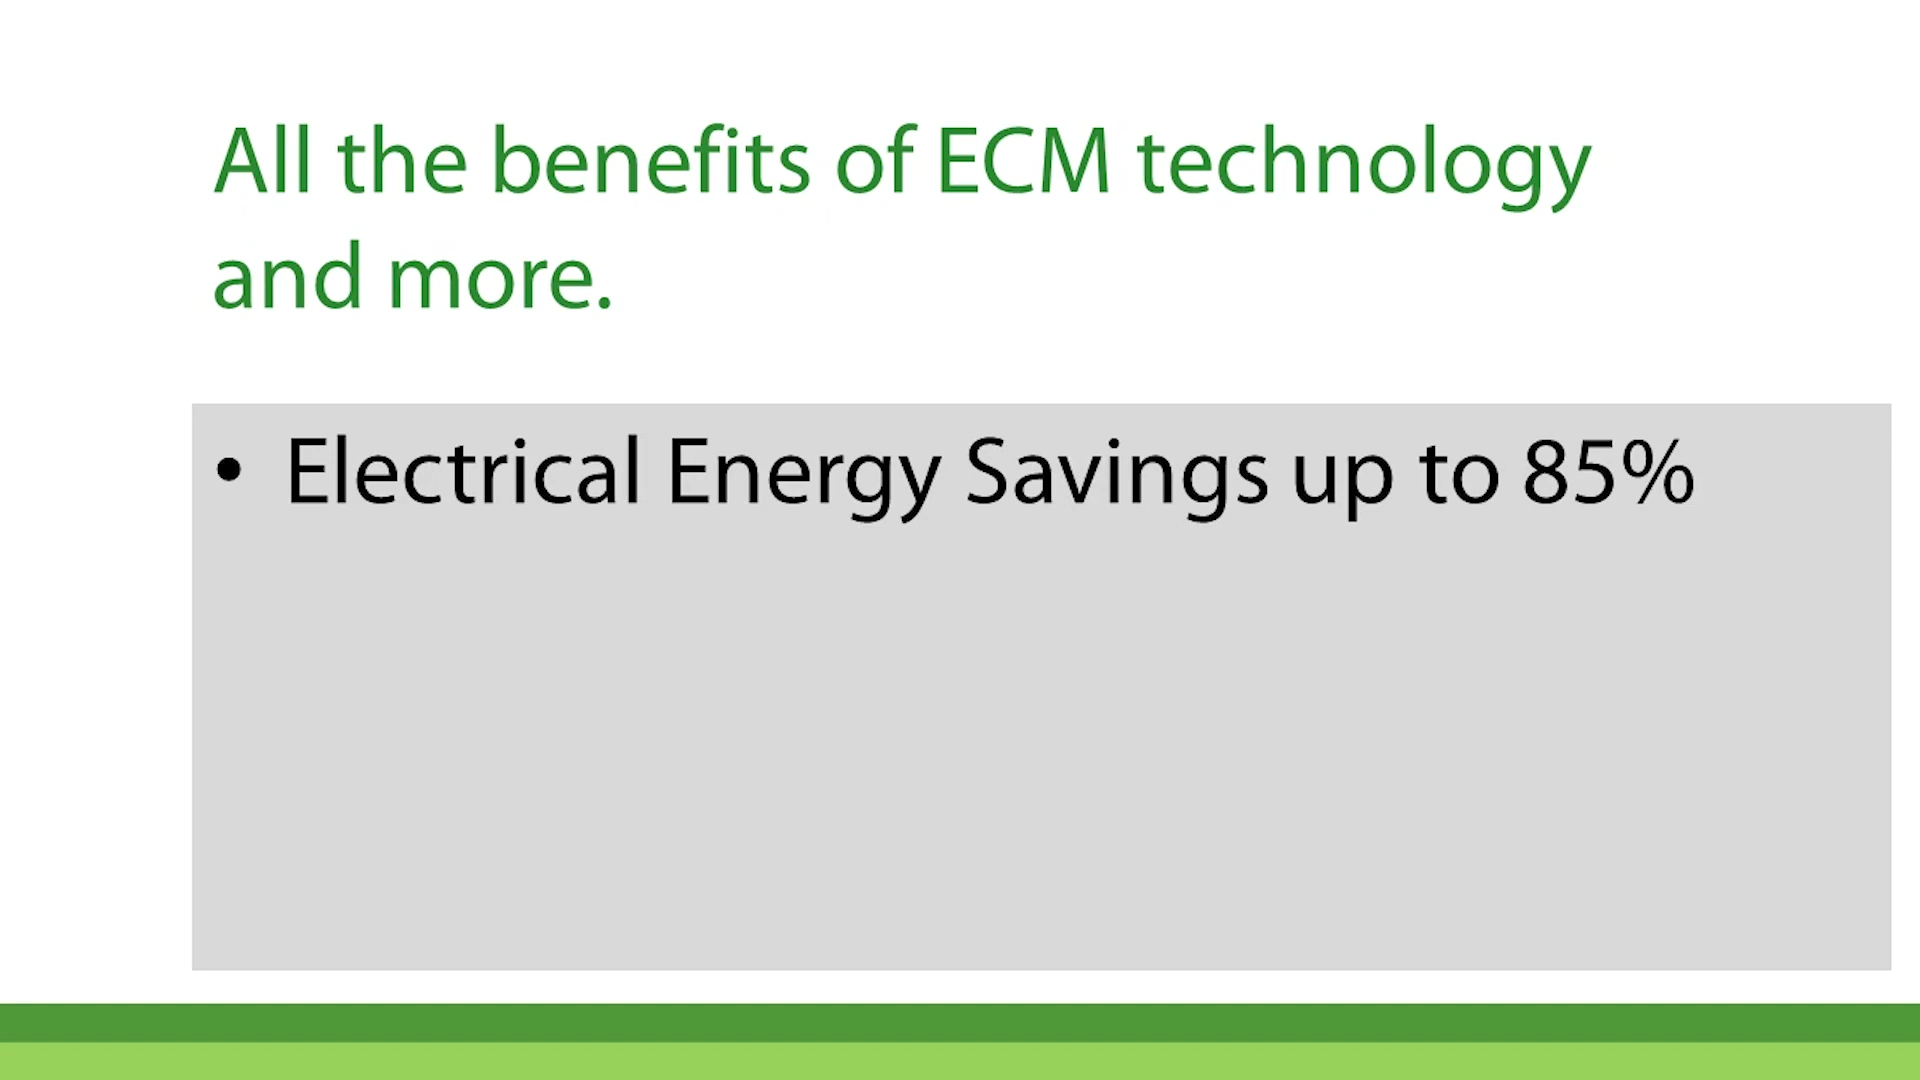 All the benefits of ECM technology
and more.
• Electrical Energy Savings up to 85%